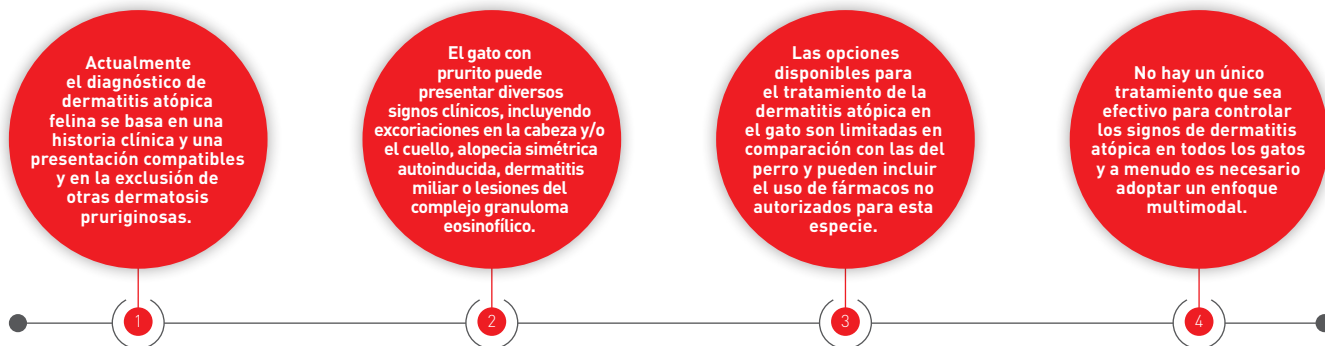 Actualmente
el diagnóstico de
dermatitis atópica
felina se basa en una
historia clínica y una
presentación compatibles
y en la exclusión de
otras dermatosis
pruriginosas.
El gato con
prurito puede
presentar diversos
signos clínicos, incluyendo
excoriaciones en la cabeza y/o
el cuello, alopecia simétrica
autoinducida, dermatitis
miliar o lesiones del
complejo granuloma
eosinofílico.
Las opciones
disponibles para
el tratamiento de la
dermatitis atópica en
el gato son limitadas en
comparación con las del
perro y pueden incluir
el uso de fármacos no
autorizados para esta
especie.
No hay un único
tratamiento que sea
efectivo para controlar
los signos de dermatitis
atópica en todos los gatos
y a menudo es necesario
adoptar un enfoque
multimodal.
1
2
3
4